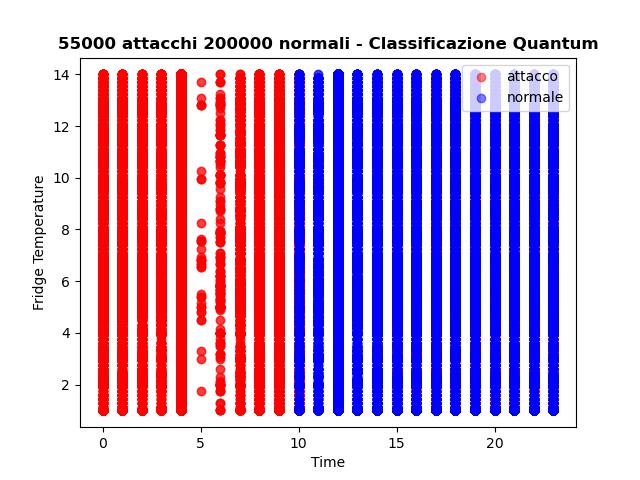 55000 attacchi 200000 normali - Classificazione Quantum
attacco
normale
14
12
10
8
6
4
2
Fridge Temperature
0
5
10
15
20
Time